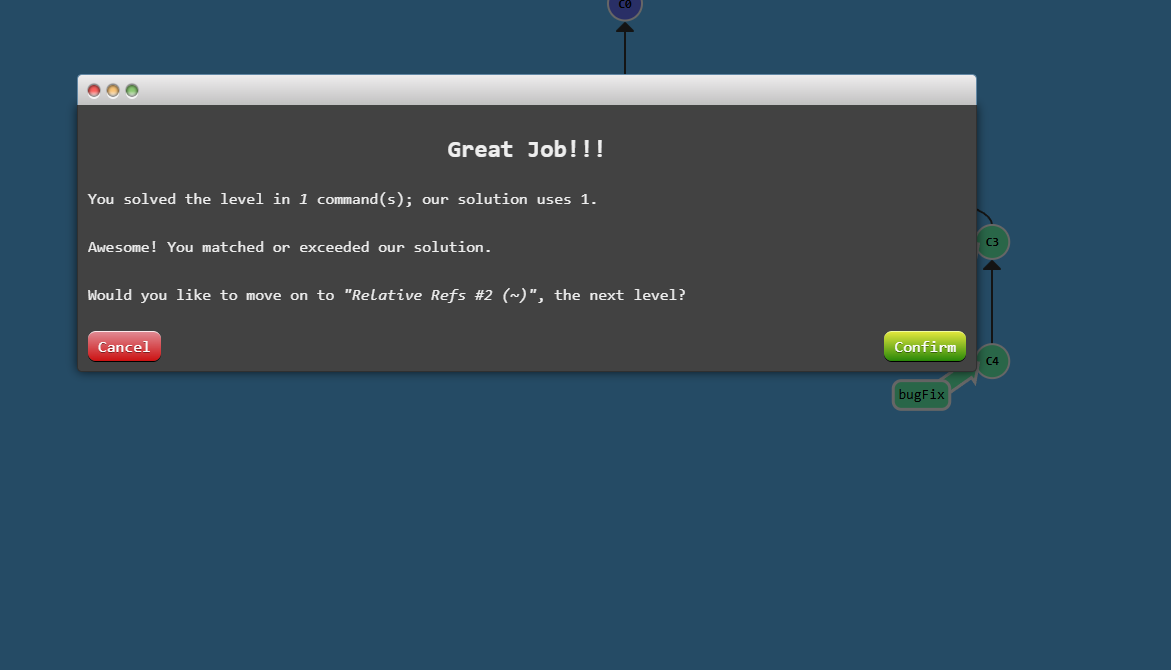 C0
Great Job!!!
You solved the level in 1 command(s); our solution uses 1.
Awesome! You matched or exceeded our solution.
C3
Would you like to move on to "Relative Refs #2 (~)", the next level?
Cancel
Confirm
C4
bugFix